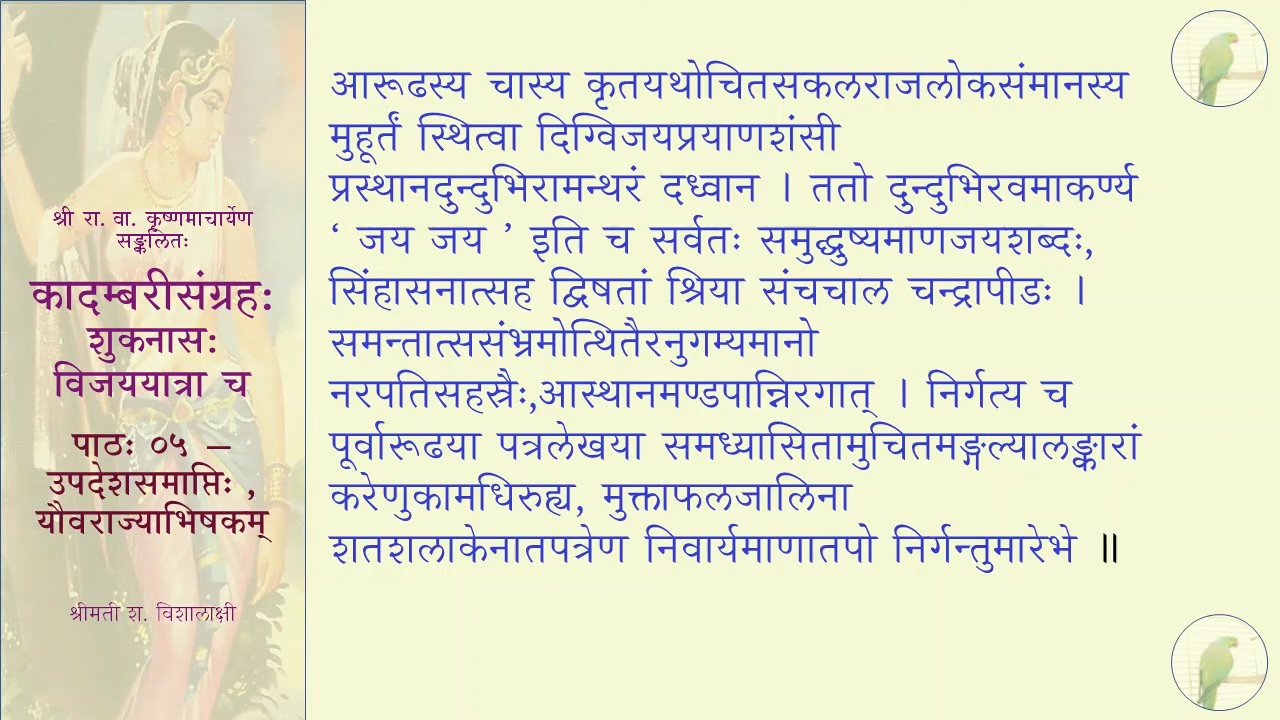 श्री रा. वा. कृष्णमाचार्येण
सङ्कलितः
कादम्बरीसंग्रहः
शुकनासः
विजययात्रा च
पाठः ०५ –
उपदेशसमाप्तिः ,
यौवराज्याभिषकम्
श्रीमती श. विशालाक्षी
आरूढस्य चास्य कृतयथोचितसकलराजलोकसंमानस्य
मुहूर्तं स्थित्वा दिग्विजयप्रयाणशंसी
प्रस्थानदुन्दुभिरामन्थरं दध्वान । ततो दुन्दुभिरवमाकर्ण्य
‘ जय जय ’ इति च सर्वतः समुद्घुष्यमाणजयशब्दः,
सिंहासनात्सह द्विषतां श्रिया संचचाल चन्द्रापीडः ।
समन्तात्ससंभ्रमोत्थितैरनुगम्यमानो
नरपतिसहस्रैः,आस्थानमण्डपान्निरगात् । निर्गत्य च
पूर्वारूढया पत्रलेखया समध्यासितामुचितमङ्गल्यालङ्कारां
करेणुकामधिरुह्य, मुक्ताफलजालिना
शतशलाकेनातपत्रेण निवार्यमाणातपो निर्गन्तुमारेभे ॥